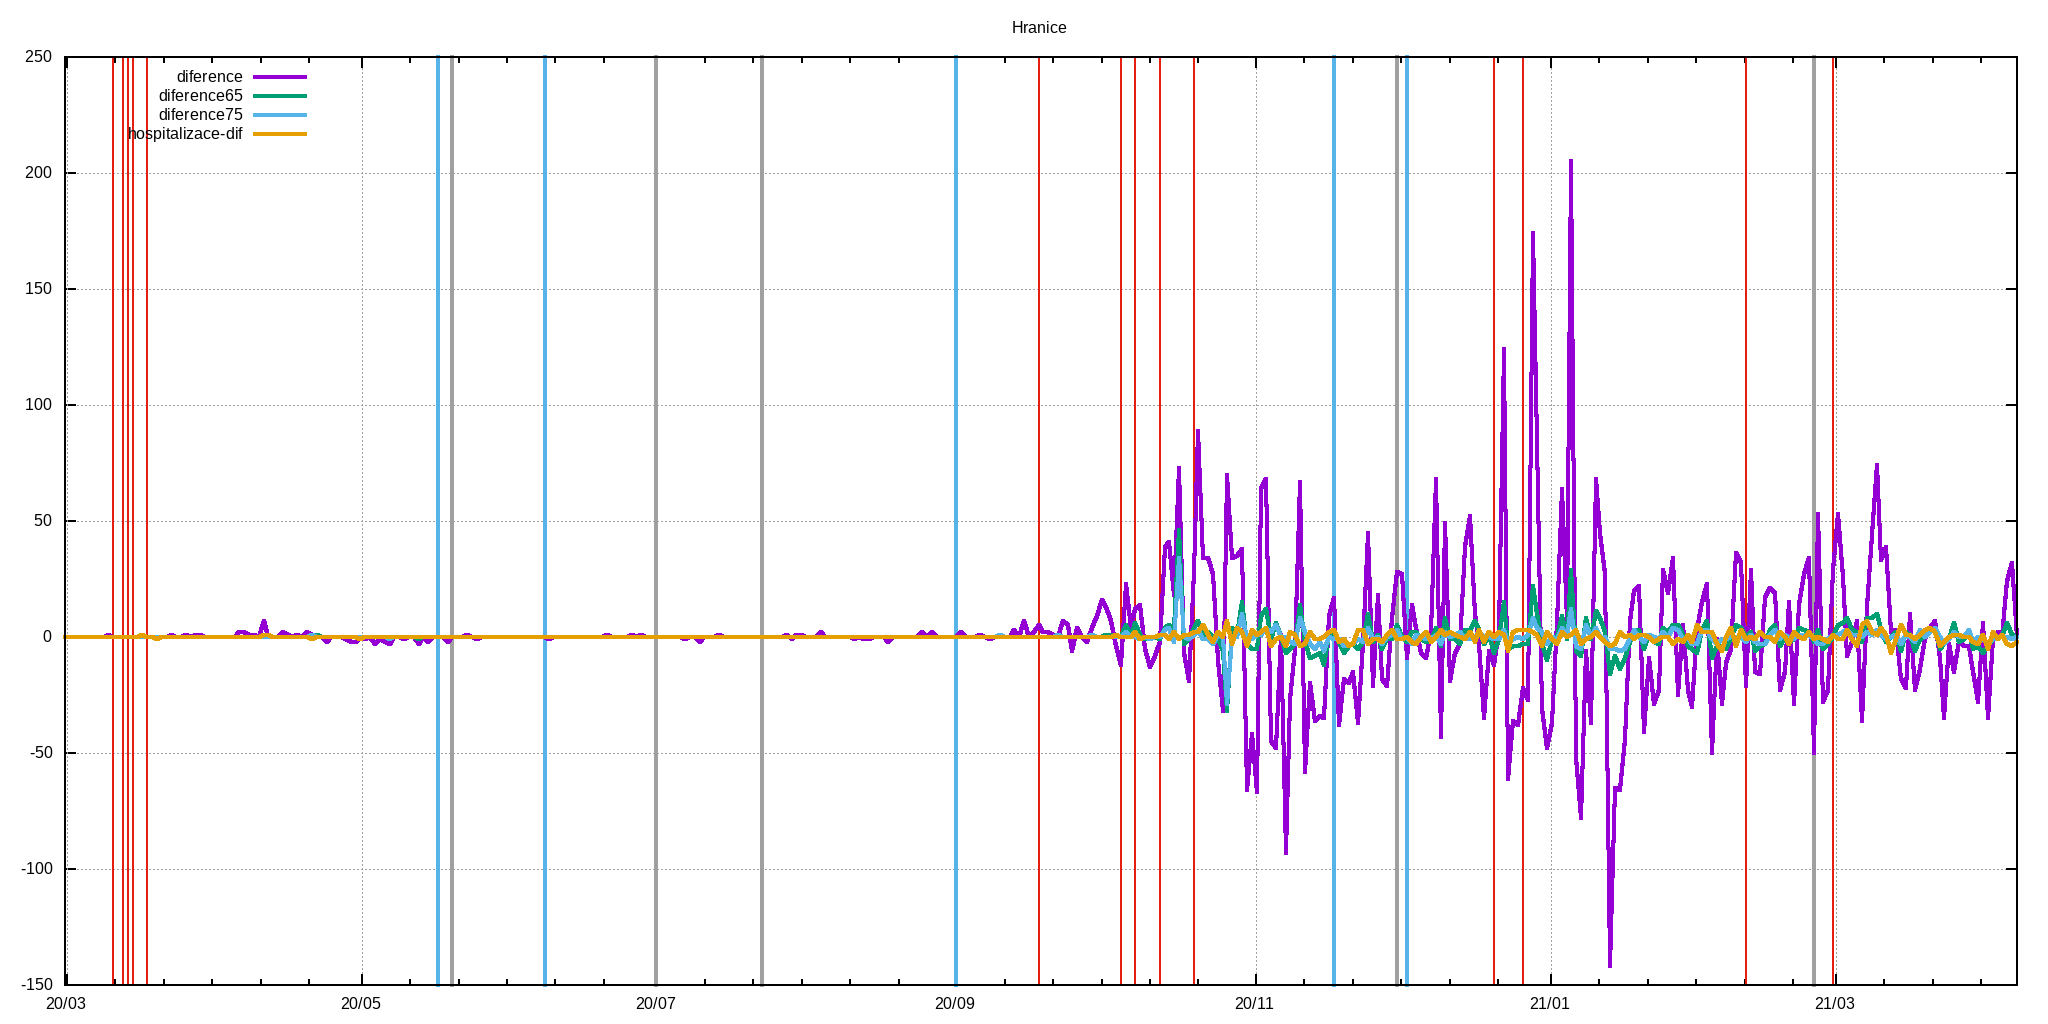 Hranice
250
diference
diference65
diference75
hospitalizace-dif
200
150
100
50
0
-50
-100
-150
20/03 20/05 20/07 20/09 20/11 21/01 21/03